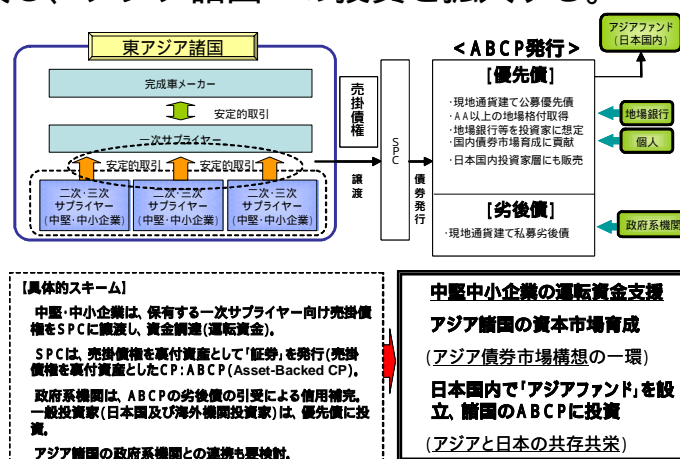 東アジア諸国
完成車メーカー
安定的取引
一次サプライヤー
安定的取引 安定的取引
二次・三次
サプライヤー
(中堅・中小企業)
二次・三次
サプライヤー
(中堅・中小企業)
二次・三次
サプライヤー
(中堅・中小企業)
売掛債権
譲渡
SPC
債券発行
<ABCP発行>
[優先債]
・現地通貨建て公募優先債
・AA以上の地場格付取得
・地場銀行等を投資家に想定
・国内債券市場育成に貢献
・日本国内投資家層にも販売
[劣後債]
・現地通貨建て私募劣後債
アジアファンド
(日本国内)
地場銀行
個人
政府系機関
【具体的スキーム】
中堅・中小企業は、保有する一次サプライヤー向け売掛債
権をSPCに譲渡し、資金調達(運転資金)。
SPCは、売掛債権を裏付資産として「証券」を発行(売掛
債権を裏付資産としたCP:ABCP(Asset-Backed CP)。
政府系機関は、ABCPの劣後債の引受による信用補完。
一般投資家(日本国及び海外機関投資家)は、優先債に投
資。
アジア諸国の政府系機関との連携も要検討。
中堅中小企業の運転資金支援
アジア諸国の資本市場育成
(アジア債券市場構想の一環)
日本国内で「アジアファンド」を設
立、諸国のABCPに投資
(アジアと日本の共存共栄)